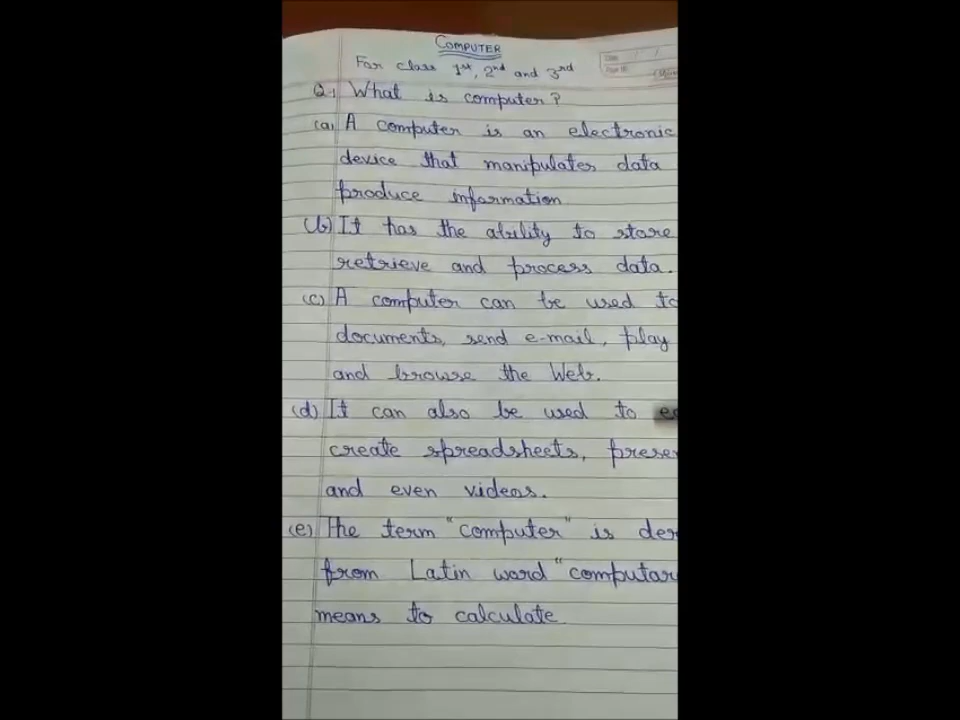 COMPUTER
For class 1st, 2nd and 3rd
Q.1 What is computer?
(a) A computer is an electronic
device that manipulates data
produce information
(b) It has the ability to store
retrieve and process data.
(c) A computer can be used to
documents, send e-mail, play
and browse the Web.
(d) It can also be used to
create spreadsheets,
and even videos.
(e) The term "computer" is
from Latin word "computar
means to calculate